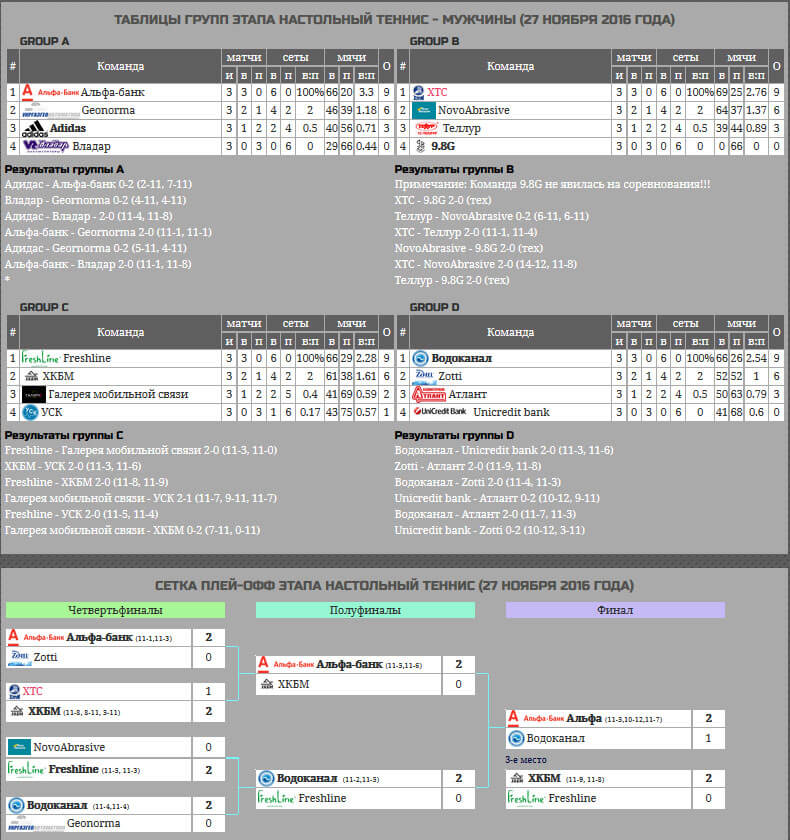 ТАБЛИЦЫ ГРУПП ЭТАПА НАСТОЛЬНЫЙ ТЕННИС - МУЖЧИНЫ (27 НОЯБРЯ 2016 ГОДА)
GROUP A
# Команда матчи сеты мячи О
и в п в п в:п в п в:п
1 Альфа-Банк Альфа-банк 3 3 0 6 0 100% 66 20 3.3 9
2 Geonorma 3 2 1 4 2 2 46 39 1.18 6
3 adidas Adidas 3 1 2 2 4 0.5 40 56 0.71 3
4 Владар 3 0 3 0 6 0 29 66 0.44 0
Результаты группы А
Адидас - Альфа-банк 0-2 (2-11, 7-11)
Владар - Geornorma 0-2 (4-11, 4-11)
Адидас - Владар - 2-0 (11-4, 11-8)
Альфа-банк - Geornorma 2-0 (11-1, 11-1)
Адидас - Geornorma 0-2 (5-11, 4-11)
Альфа-банк - Владар 2-0 (11-1, 11-8)
*
GROUP B
# Команда матчи сеты мячи О
и в п в п в:п в п в:п
1 ХТС 3 3 0 6 0 100% 69 25 2.76 9
2 NovoAbrasive 3 2 1 4 2 2 64 37 1.37 6
3 Теллур 3 1 2 2 4 0.5 39 44 0.89 3
4 9.8G 3 0 3 0 6 0 0 66 0 0
Результаты группы В
Примечание: Команда 9.8G не явилась на соревнования!!!
ХТС - 9.8G 2-0 (тех)
Теллур - NovoAbrasive 0-2 (6-11, 6-11)
ХТС - Теллур 2-0 (11-1, 11-4)
NovoAbrasive - 9.8G 2-0 (тех)
ХТС - NovoAbrasive 2-0 (14-12, 11-8)
Теллур - 9.8G 2-0 (тех)
GROUP C
# Команда матчи сеты мячи О
и в п в п в:п в п в:п
1 FreshLine Freshline 3 3 0 6 0 100% 66 29 2.28 9
2 ХКБМ 3 2 1 4 2 2 61 38 1.61 6
3 Галерея мобильной связи 3 1 2 2 5 0.4 41 69 0.59 2
4 УСК УСК 3 0 3 1 6 0.17 43 75 0.57 1
Результаты группы С
Freshline - Галерея мобильной связи 2-0 (11-3, 11-0)
ХКБМ - УСК 2-0 (11-3, 11-6)
Freshline - ХКБМ 2-0 (11-8, 11-9)
Галерея мобильной связи - УСК 2-1 (11-7, 9-11, 11-7)
Freshline - УСК 2-0 (11-5, 11-4)
Галерея мобильной связи - ХКБМ 0-2 (7-11, 0-11)
GROUP D
# Команда матчи сеты мячи О
и в п в п в:п в п в:п
1 Водоканал 3 3 0 6 0 100% 66 26 2.54 9
2 Zotti 3 2 1 4 2 2 52 52 1 6
3 АТЛАНТ Атлант 3 1 2 2 4 0.5 50 63 0.79 3
4 UniCredit Bank Unicredit bank 3 0 3 0 6 0 41 68 0.6 0
Результаты группы D
Водоканал - Unicredit bank 2-0 (11-3, 11-6)
Zotti - Атлант 2-0 (11-9, 11-8)
Водоканал - Zotti 2-0 (11-4, 11-3)
Unicredit bank - Атлант 0-2 (10-12, 9-11)
Водоканал - Атлант 2-0 (11-7, 11-3)
Unicredit bank - Zotti 0-2 (10-12, 3-11)
СЕТКА ПЛЕЙ-ОФФ ЭТАПА НАСТОЛЬНЫЙ ТЕННИС (27 НОЯБРЯ 2016 ГОДА)
Четвертьфиналы
Альфа-Банк Альфа-банк (11-1,11-3) 2
Zotti 0
ХТС 1
ХКБМ (11-8, 8-11, 3-11) 2
NovoAbrasive 0
FreshLine Freshline (11-3, 11-3) 2
Водоканал (11-4,11-4) 2
Geonorma 0
Полуфиналы
Альфа-Банк Альфа-банк (11-3,11-6) 2
ХКБМ 0
Водоканал (11-2,11-3) 2
FreshLine Freshline 0
Финал
Альфа-Банк Альфа (11-3,10-12,11-7) 2
Водоканал 1
3-е место
ХКБМ (11-9, 11-8) 2
FreshLine Freshline 0